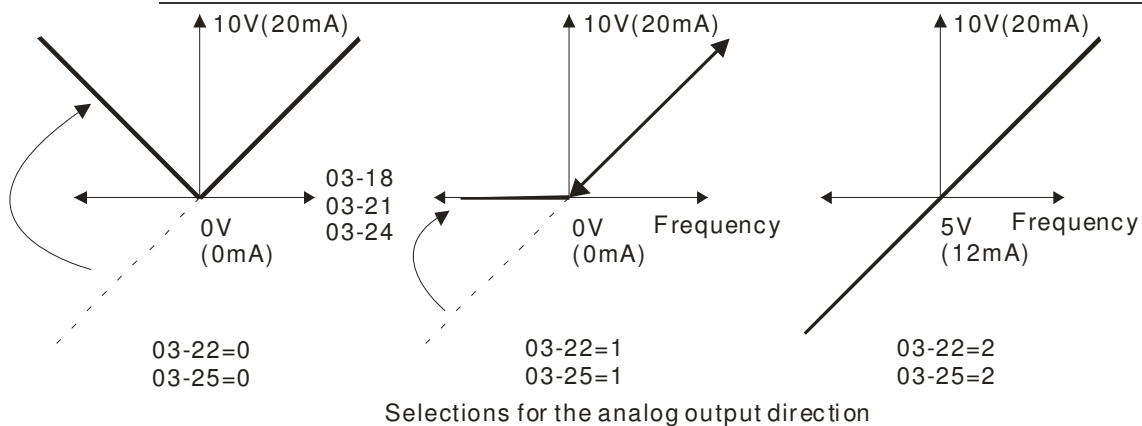 10V(20mA)
0V
(0mA)
03-22=0
03-25=0
03-18
03-21
03-24
10V(20mA)
0V
(0mA)
Frequency
03-22=1
03-25=1
10V(20mA)
5V
(12mA)
Frequency
03-22=2
03-25=2
Selections for the analog output direction